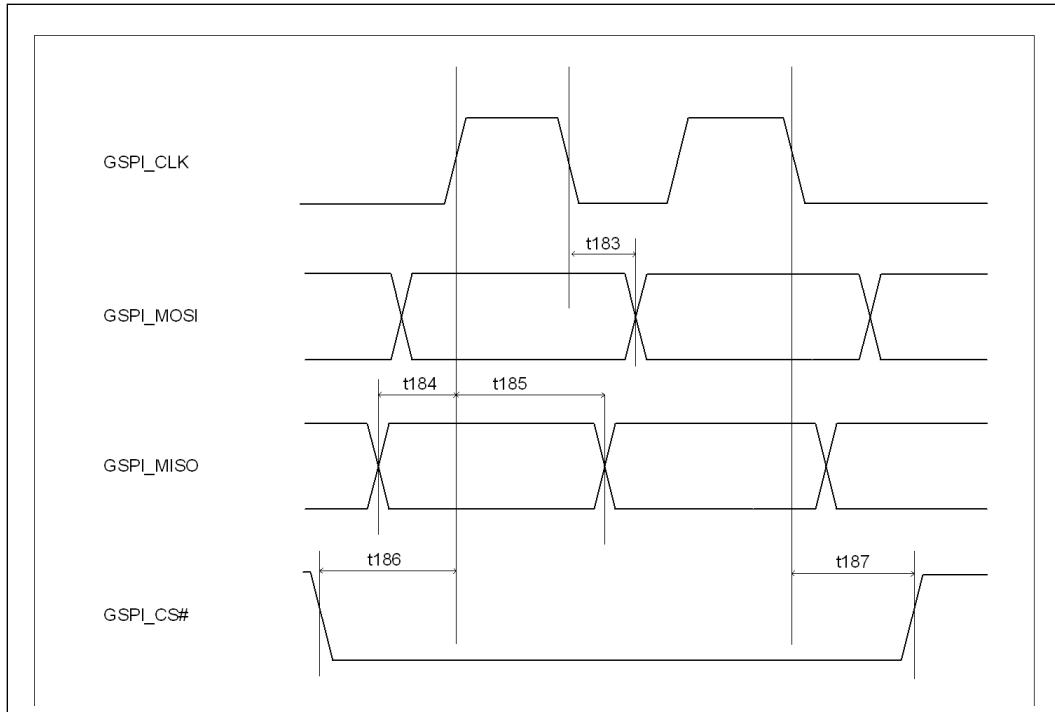 GSPI_CLK
t183
GSPI_MOSI
t184
t185
GSPI_MISO
t186
t187
GSPI_CS#